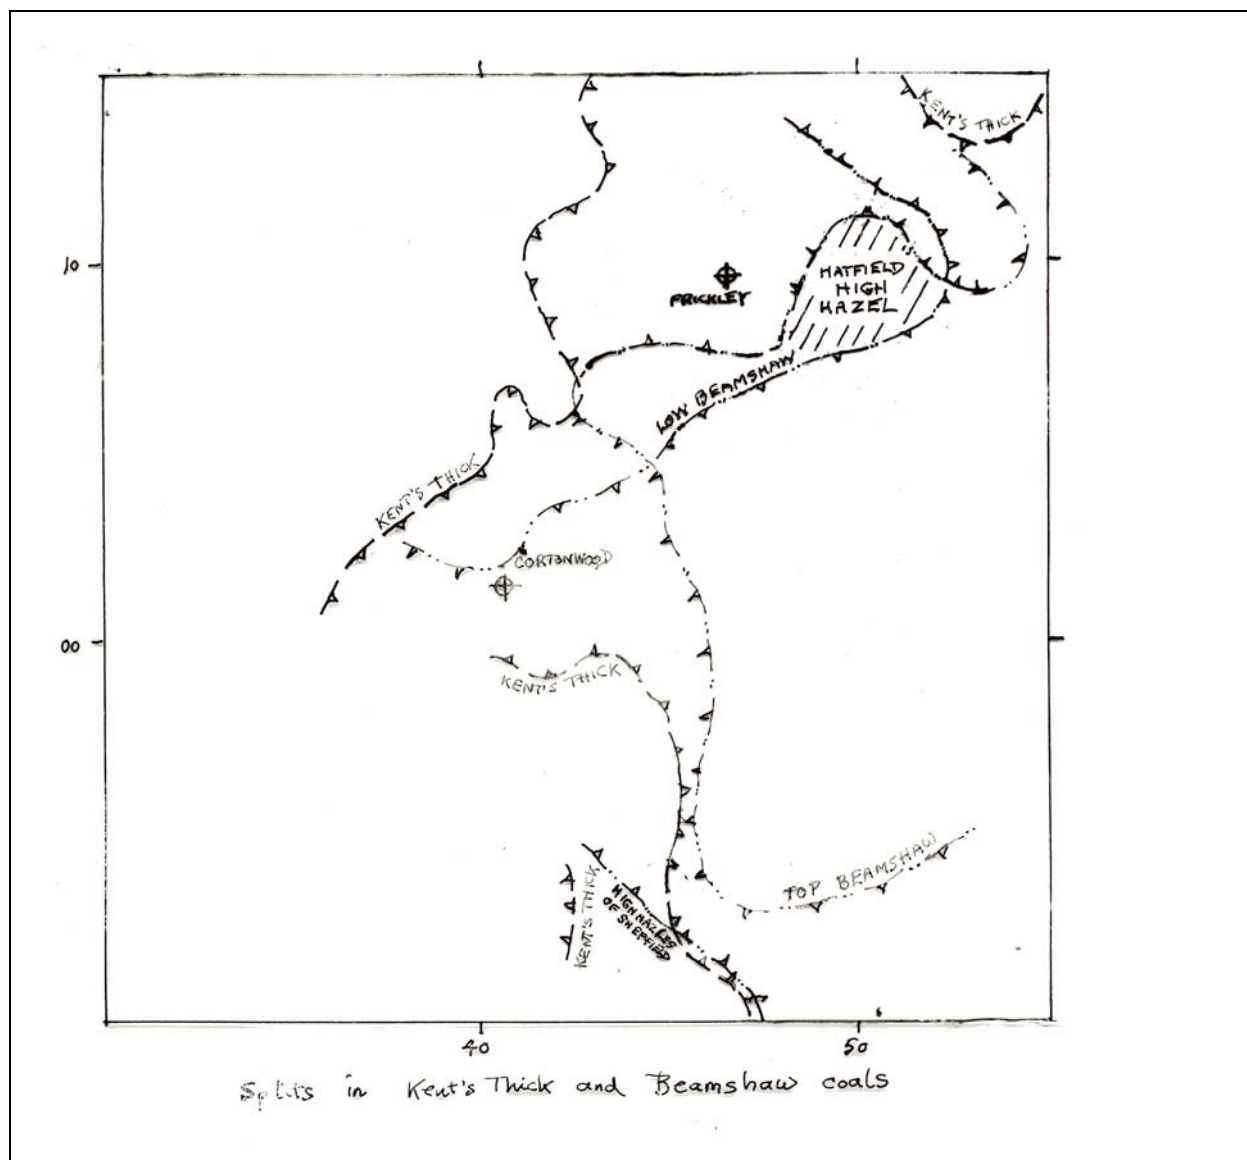 KENT'S THICK
10
FRICKLEY
HATFIELD
HIGH
HAZEL
LOW BEAMSHAW
KENT'S THICK
CORTONWOOD
00
KENT'S THICK
TOP BEAMSHAW
KENT'S THICK
HIGH HAZLES
OF SHEFFIELD
40
50
Splits in Kent's Thick and Beamshaw coals